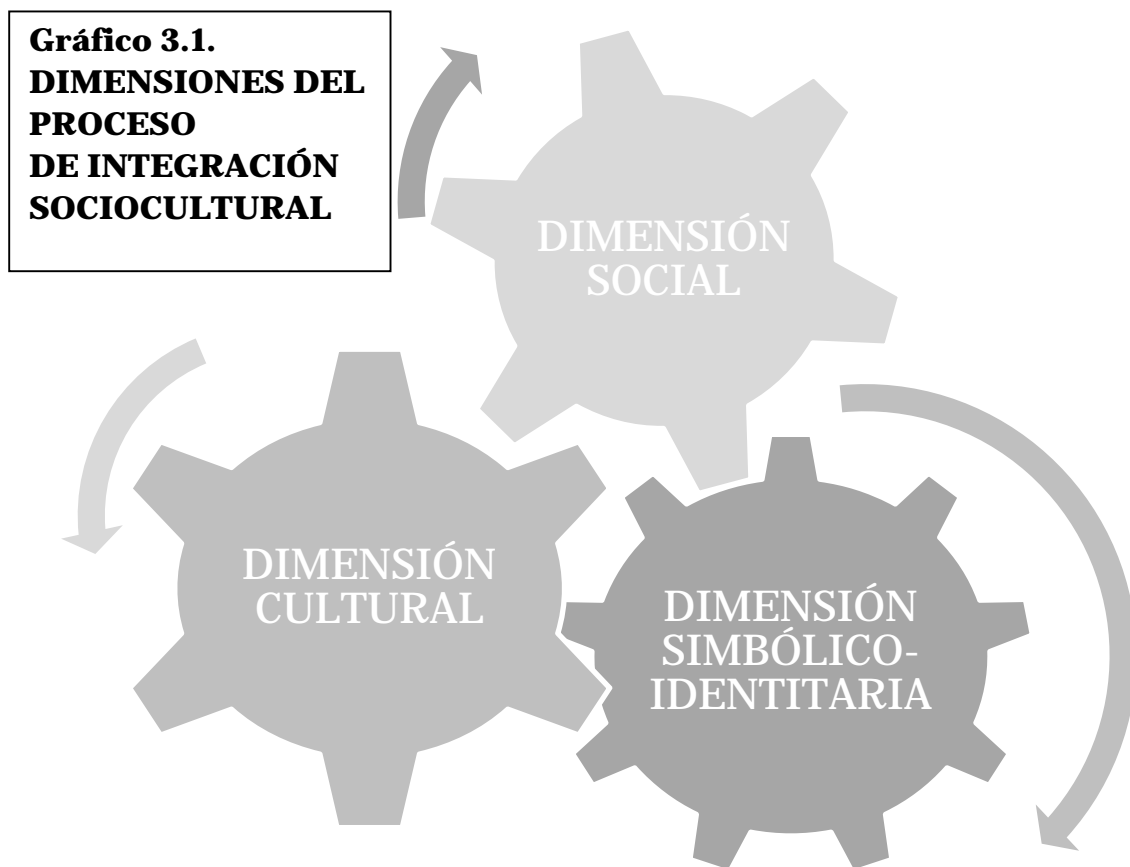 Gráfico 3.1.
DIMENSIONES DEL
PROCESO
DE INTEGRACIÓN
SOCIOCULTURAL
DIMENSIÓN
SOCIAL
DIMENSIÓN
CULTURAL
DIMENSIÓN
SIMBÓLICO-
IDENTITARIA